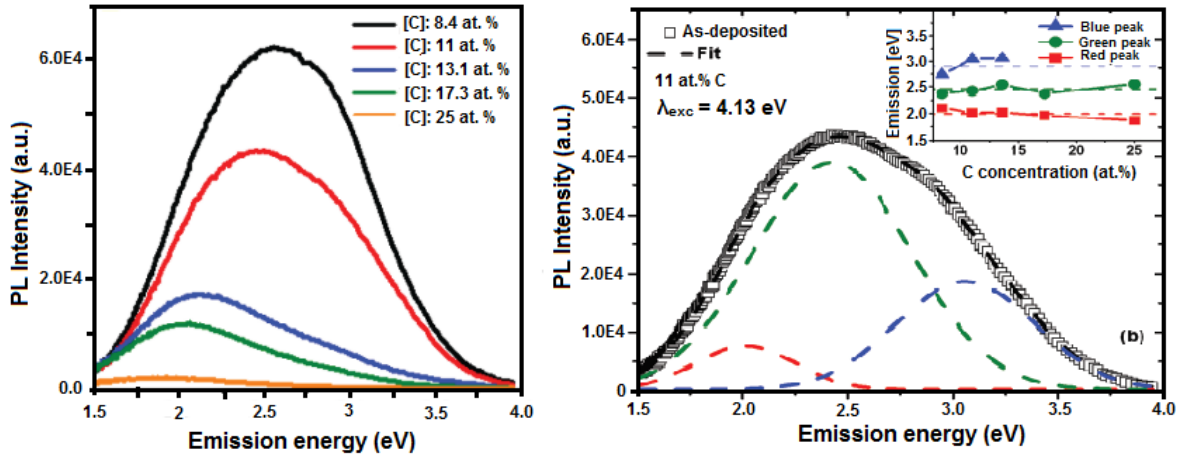 PL Intensity (a.u.)
6.0E4
4.0E4
2.0E4
0.0
[C]: 8.4 at. %
[C]: 11 at. %
[C]: 13.1 at. %
[C]: 17.3 at. %
[C]: 25 at. %
1.5 2 2.5 3 3.5 4.0
Emission energy (eV)
PL Intensity (a.u.)
6.0E4
5.0E4
4.0E4
3.0E4
2.0E4
1.0E4
0
As-deposited
Fit
11 at.% C
λexc = 4.13 eV
Emission [eV]
3.5
3.0
2.5
2.0
1.5
Blue peak
Green peak
Red peak
10 15 20 25
C concentration (at.%)
(b)
1.5 2.0 2.5 3.0 3.5 4.0
Emission energy (eV)